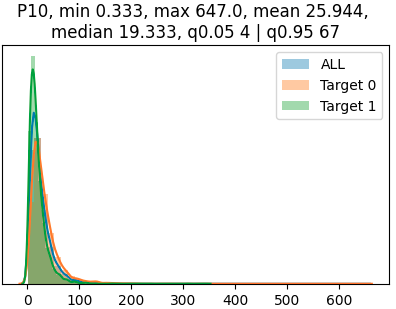 P10, min 0.333, max 647.0, mean 25.944,
median 19.333, q0.05 4 | q0.95 67
ALL
Target 0
Target 1
0 100 200 300 400 500 600